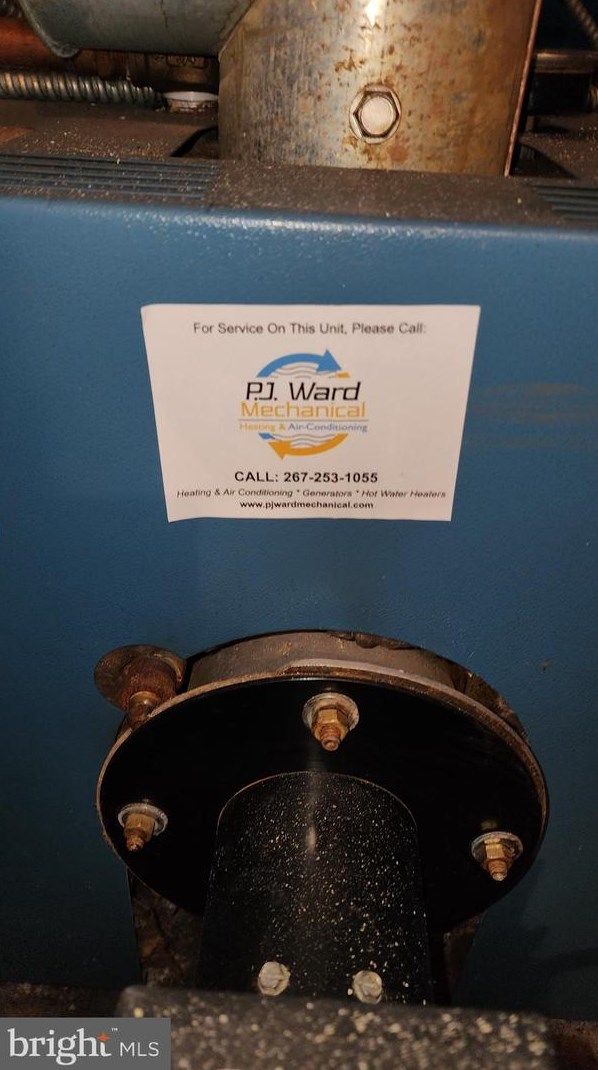 For Service On This Unit, Please Call:
P.J. Ward
Mechanical
Heating & Air-Conditioning
CALL: 267-253-1055
Heating & Air Conditioning * Generators * Hot Water Heaters
www.pjwardmechanical.com
bright™ MLS